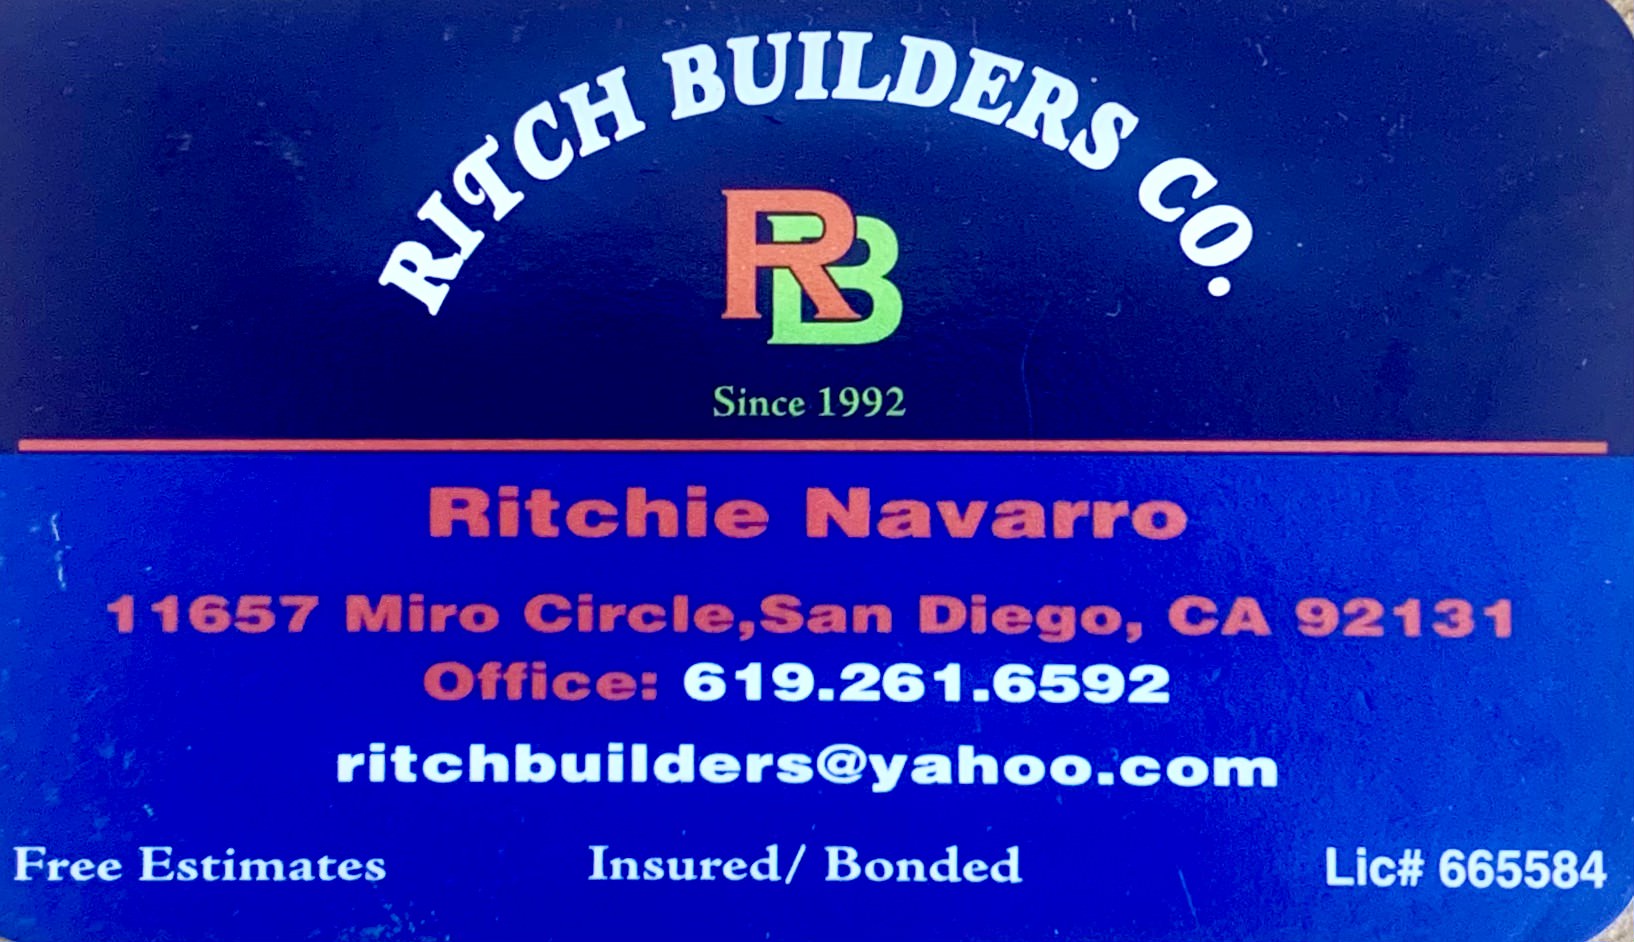 RITCH BUILDERS CO.
RB
Since 1992
Ritchie Navarro
11657 Miro Circle,San Diego, CA 92131
Office: 619.261.6592
ritchbuilders@yahoo.com
Free Estimates Insured/ Bonded Lic# 665584